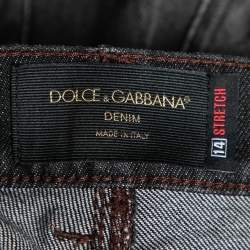 DOLCE & GABBANA®
DENIM
MADE IN ITALY
14 STRETCH